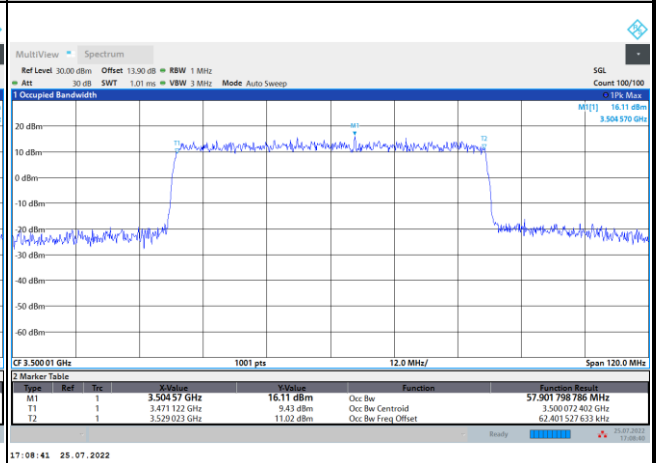 MultiView Spectrum
Ref Level 30.00 dBm Offset 13.90 dB RBW 1 MHz SGL
Att 30 dB SWT 1.01 ms VBW 3 MHz Mode Auto Sweep Count 100/100
1 Occupied Bandwidth 1Pk Max
M1[1] 16.11 dBm
3.504 570 GHz
20 dBm
M1
T1
T2
10 dBm
0 dBm
-10 dBm
-20 dBm
-30 dBm
-40 dBm
-50 dBm
-60 dBm
CF 3.500 01 GHz 1001 pts 12.0 MHz/ Span 120.0 MHz
2 Marker Table
Type Ref Trc X-Value Y-Value Function Function Result
M1 1 3.504 57 GHz 16.11 dBm Occ Bw 57.901 798 786 MHz
T1 1 3.471 122 GHz 9.43 dBm Occ Bw Centroid 3.500 072 402 GHz
T2 1 3.529 023 GHz 11.02 dBm Occ Bw Freq Offset 62.401 527 633 kHz
Ready 25.07.2022
17:08:40
17:08:41 25.07.2022